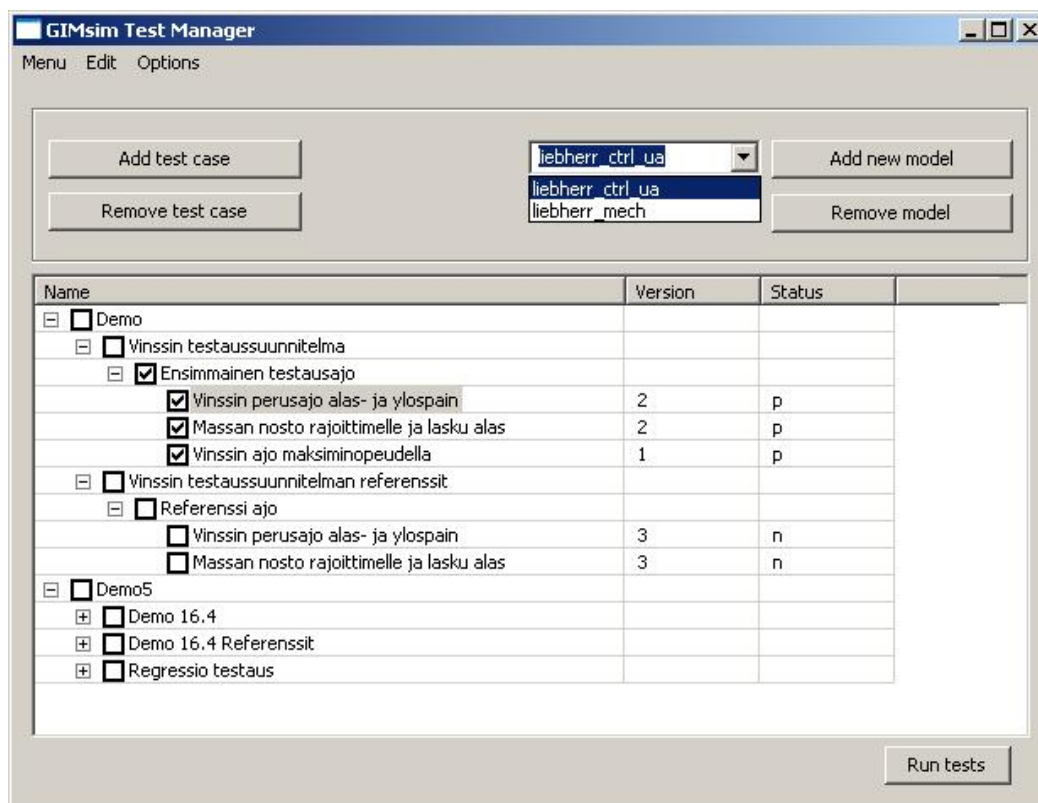 GIMsim Test Manager
Menu Edit Options
Add test case
liebherr_ctrl_ua
Add new model
liebherr_ctrl_ua
Remove test case
liebherr_mech
Remove model
Name Version Status
Demo
Vinssin testaussuunnitelma
Ensimmainen testausajo
Vinssin perusajo alas- ja ylospain 2 p
Massan nosto rajoittimelle ja lasku alas 2 p
Vinssin ajo maksiminopeudella 1 p
Vinssin testaussuunnitelman referenssit
Referenssi ajo
Vinssin perusajo alas- ja ylospain 3 n
Massan nosto rajoittimelle ja lasku alas 3 n
Demo5
Demo 16.4
Demo 16.4 Referenssit
Regressio testaus
Run tests